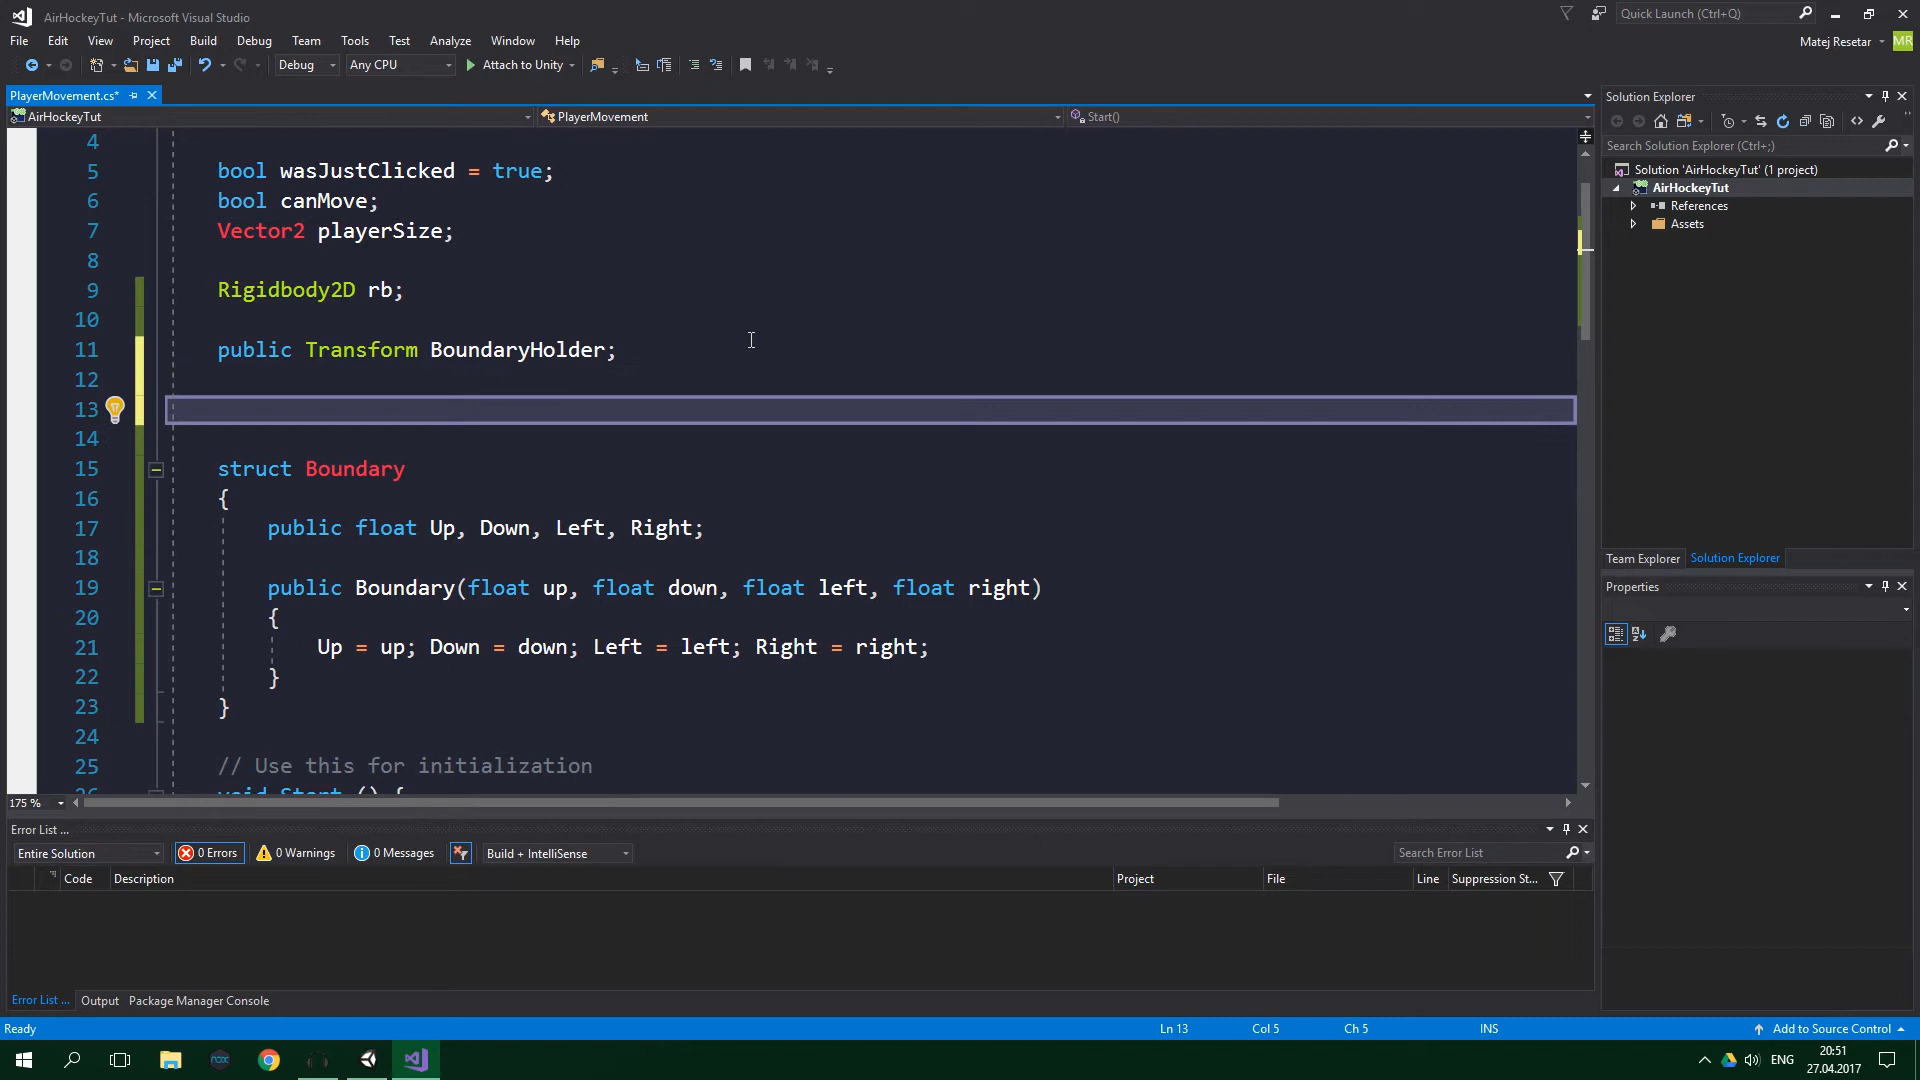 AirHockeyTut - Microsoft Visual Studio
Quick Launch (Ctrl+Q)
File Edit View Project Build Debug Team Tools Test Analyze Window Help
Matej Resetar
MR
Debug Any CPU Attach to Unity
PlayerMovement.cs*
AirHockeyTut PlayerMovement Start()
4
5 bool wasJustClicked = true;
6 bool canMove;
7 Vector2 playerSize;
8
9 Rigidbody2D rb;
10
11 public Transform BoundaryHolder;
12
13
14
15 struct Boundary
16 {
17 public float Up, Down, Left, Right;
18
19 public Boundary(float up, float down, float left, float right)
20 {
21 Up = up; Down = down; Left = left; Right = right;
22 }
23 }
24
25 // Use this for initialization
26 void Start () {
175 %
Solution Explorer
Search Solution Explorer (Ctrl+;)
Solution 'AirHockeyTut' (1 project)
AirHockeyTut
References
Assets
Team Explorer Solution Explorer
Properties
Error List ...
Entire Solution 0 Errors 0 Warnings 0 Messages Build + IntelliSense Search Error List
Code Description Project File Line Suppression St...
Error List ... Output Package Manager Console
Ready Ln 13 Col 5 Ch 5 INS Add to Source Control
nox
ENG
20:51
27.04.2017